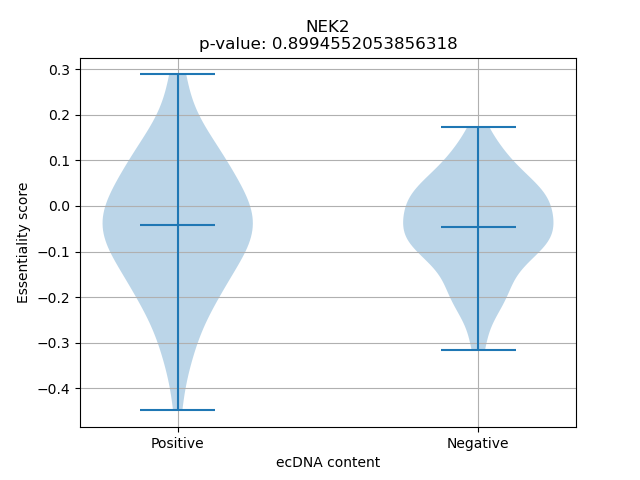 NEK2
p-value: 0.8994552053856318
0.3
0.2
0.1
0.0
−0.1
−0.2
−0.3
−0.4
Essentiality score
Positive
Negative
ecDNA content